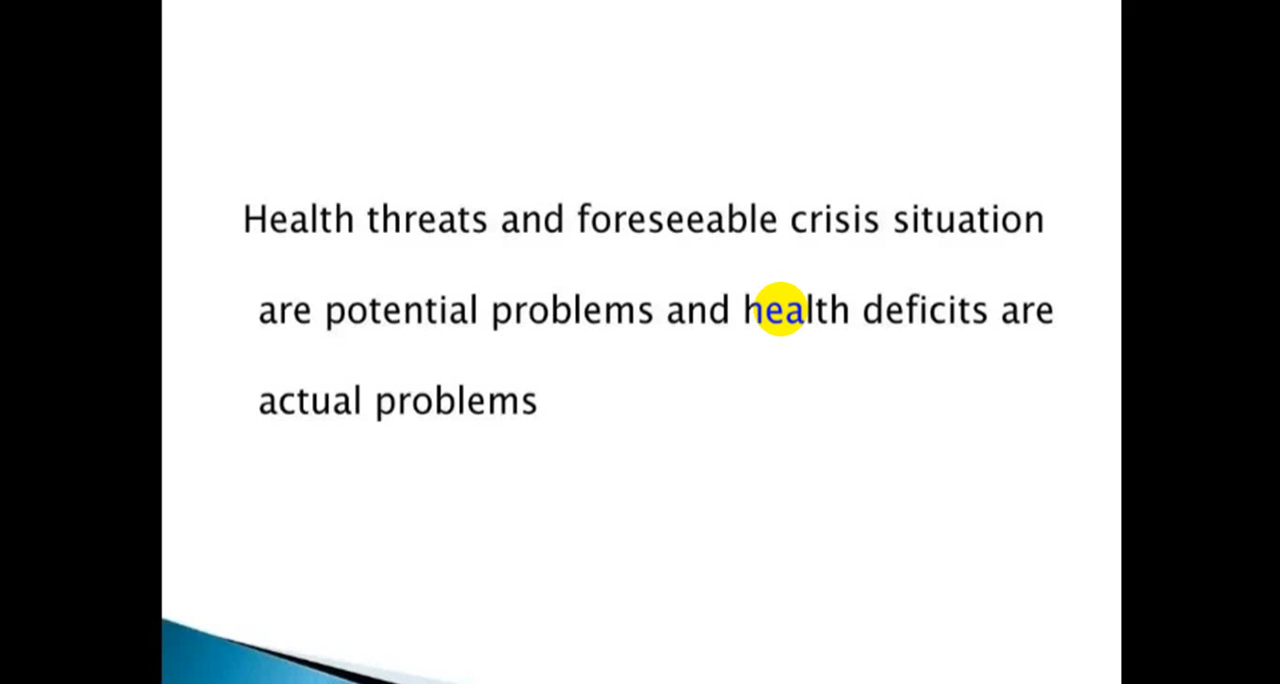 Health threats and foreseeable crisis situation
are potential problems and health deficits are
actual problems